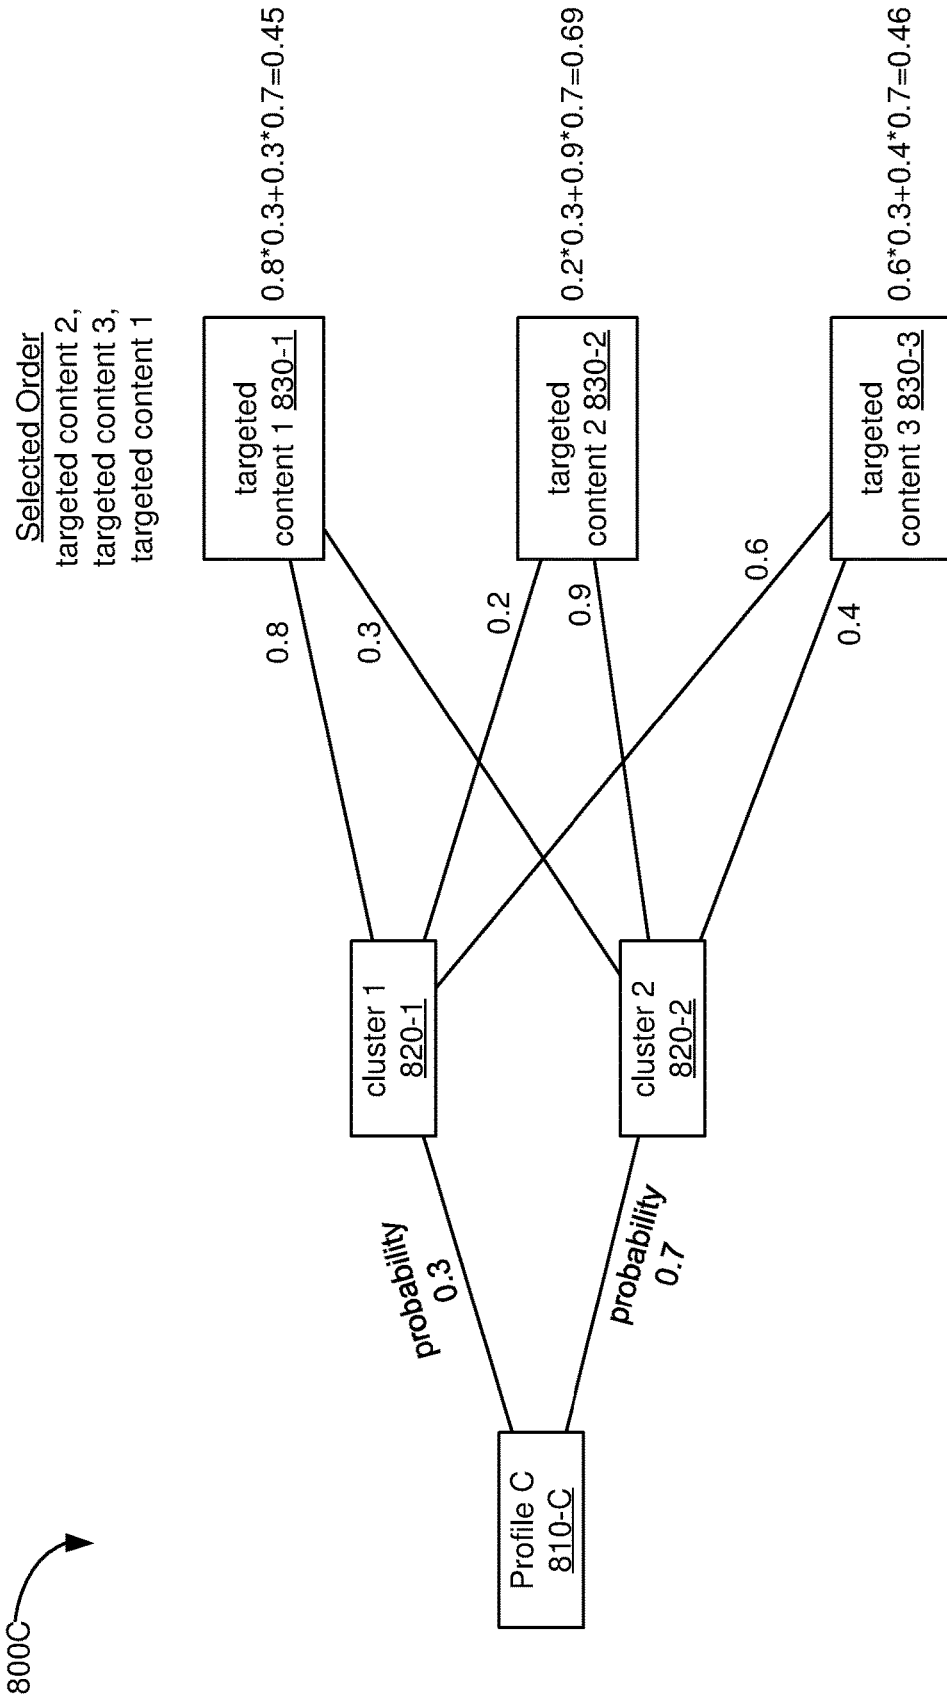 800C
Selected Order
targeted content 2,
targeted content 3,
targeted content 1
Profile C
810-C
probability
0.3
probability
0.7
cluster 1
820-1
cluster 2
820-2
0.8
0.3
0.2
0.9
0.6
0.4
targeted
content 1 830-1
0.8*0.3+0.3*0.7=0.45
targeted
content 2 830-2
0.2*0.3+0.9*0.7=0.69
targeted
content 3 830-3
0.6*0.3+0.4*0.7=0.46